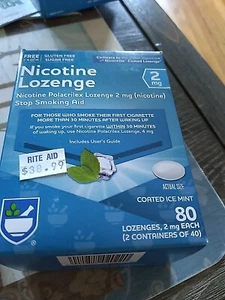 FREE
GLUTEN FREE
SUGAR FREE
Nicotine
Lozenge
2
mg
Nicotine Polacrilex Lozenge 2 mg (nicotine)
Stop Smoking Aid
FOR THOSE WHO SMOKE THEIR FIRST CIGARETTE
MORE THAN 30 MINUTES AFTER WAKING UP
If you smoke your first cigarette WITHIN 30 MINUTES
of waking up, use Nicotine Polacrilex Lozenge, 4 mg
Includes User's Guide
RITE AID
ACTUAL SIZE
COATED ICE MINT
80
LOZENGES, 2 mg EACH
(2 CONTAINERS OF 40)